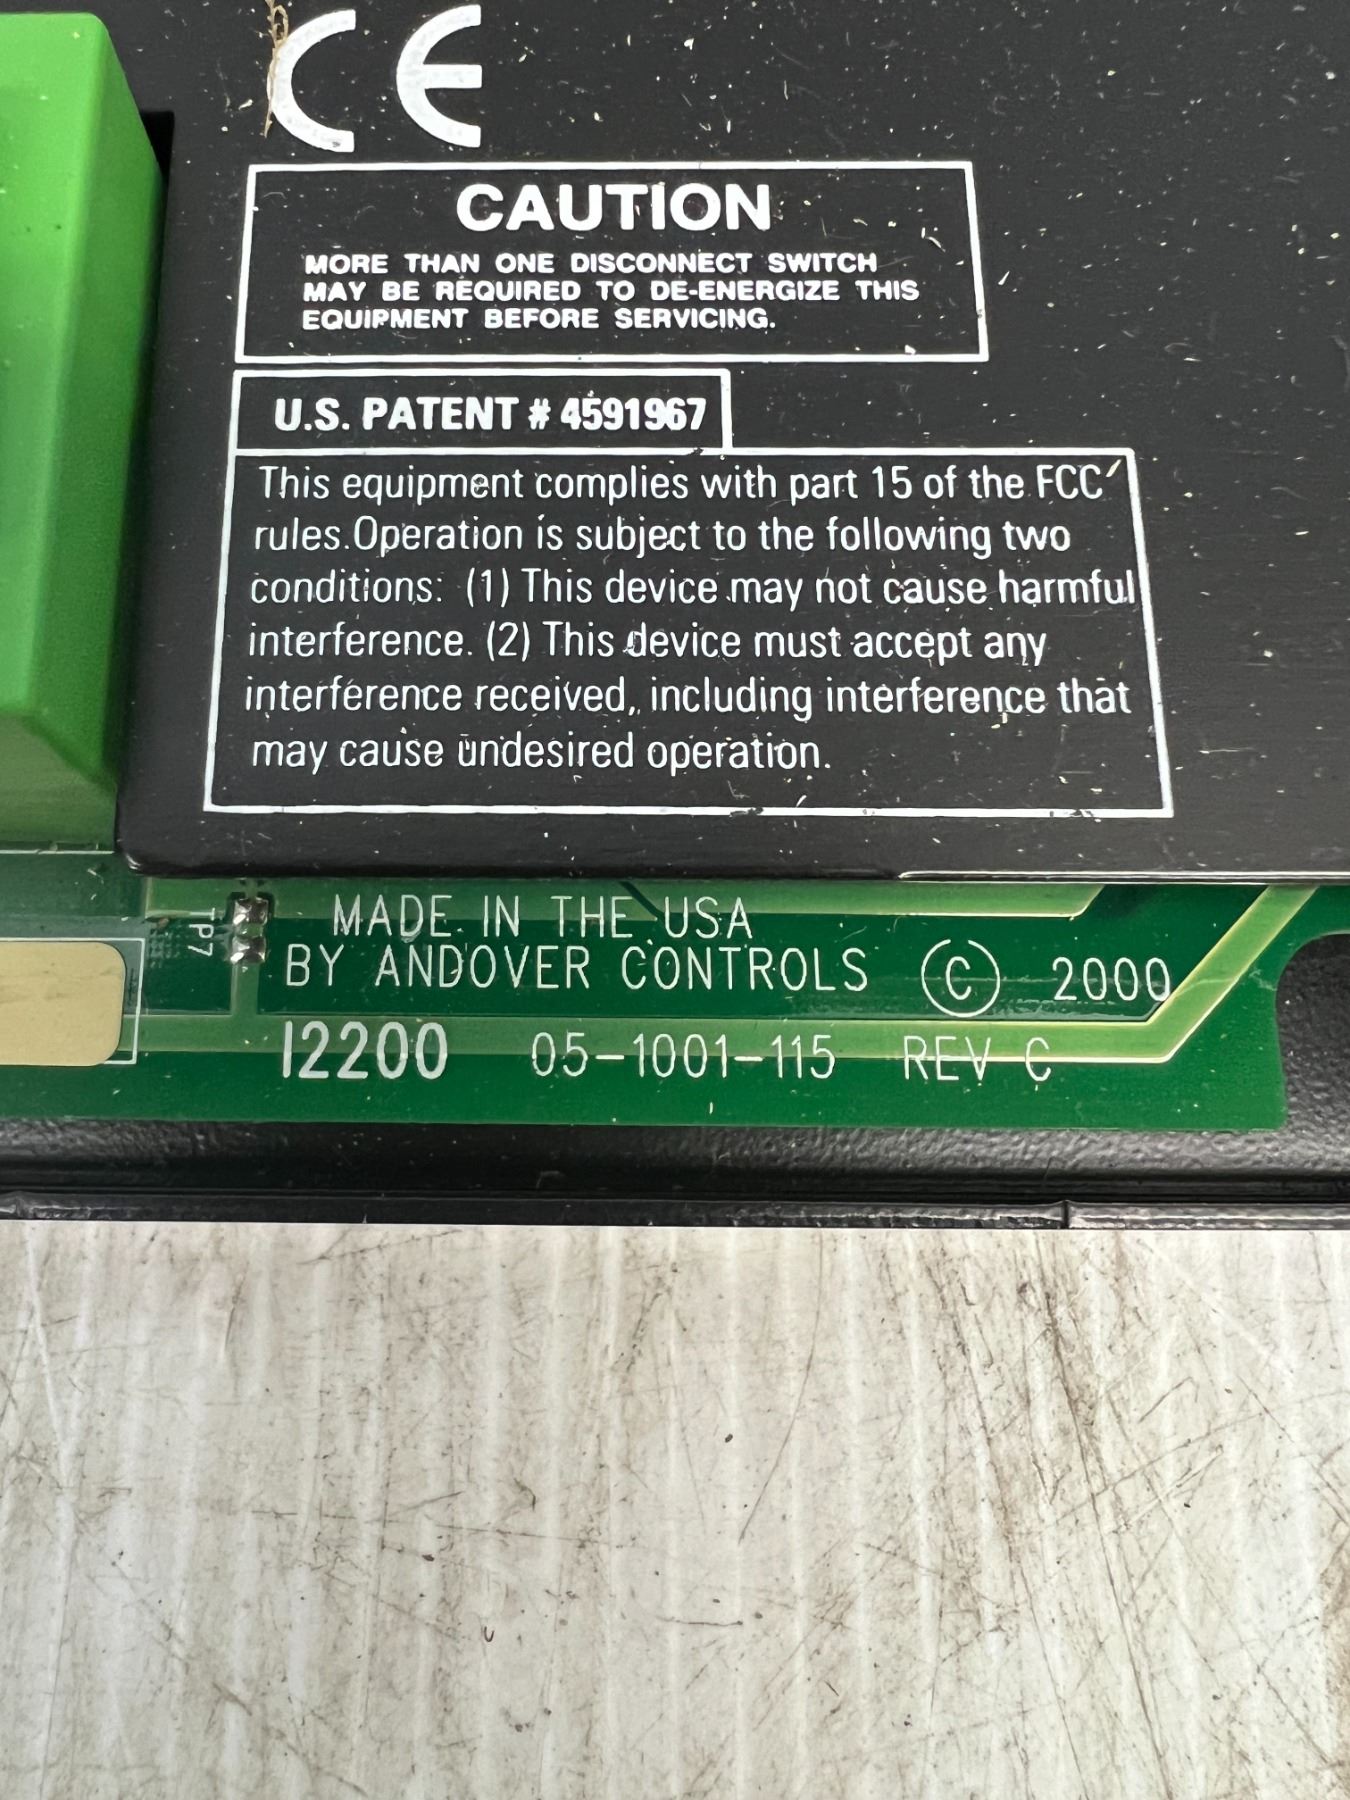 CE
CAUTION
MORE THAN ONE DISCONNECT SWITCH
MAY BE REQUIRED TO DE-ENERGIZE THIS
EQUIPMENT BEFORE SERVICING.
U.S. PATENT # 4591967
This equipment complies with part 15 of the FCC
rules.Operation is subject to the following two
conditions: (1) This device may not cause harmful
interference. (2) This device must accept any
interference received, including interference that
may cause undesired operation.
TP7
MADE IN THE USA
BY ANDOVER CONTROLS © 2000
I2200 05-1001-115 REV C